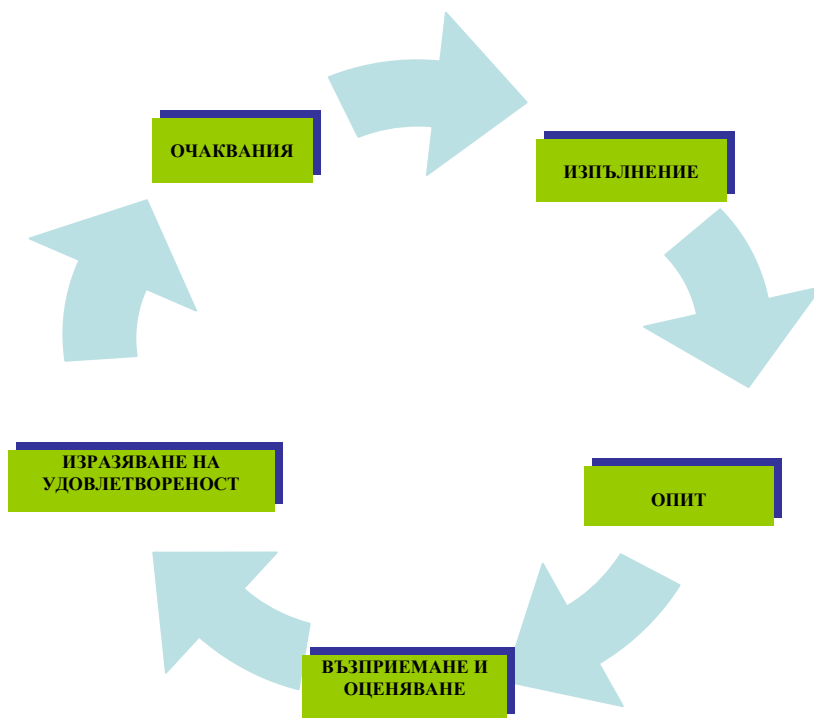 ОЧАКВАНИЯ
ИЗПЪЛНЕНИЕ
ОПИТ
ВЪЗПРИЕМАНЕ И
ОЦЕНЯВАНЕ
ИЗРАЗЯВАНЕ НА
УДОВЛЕТВОРЕНОСТ